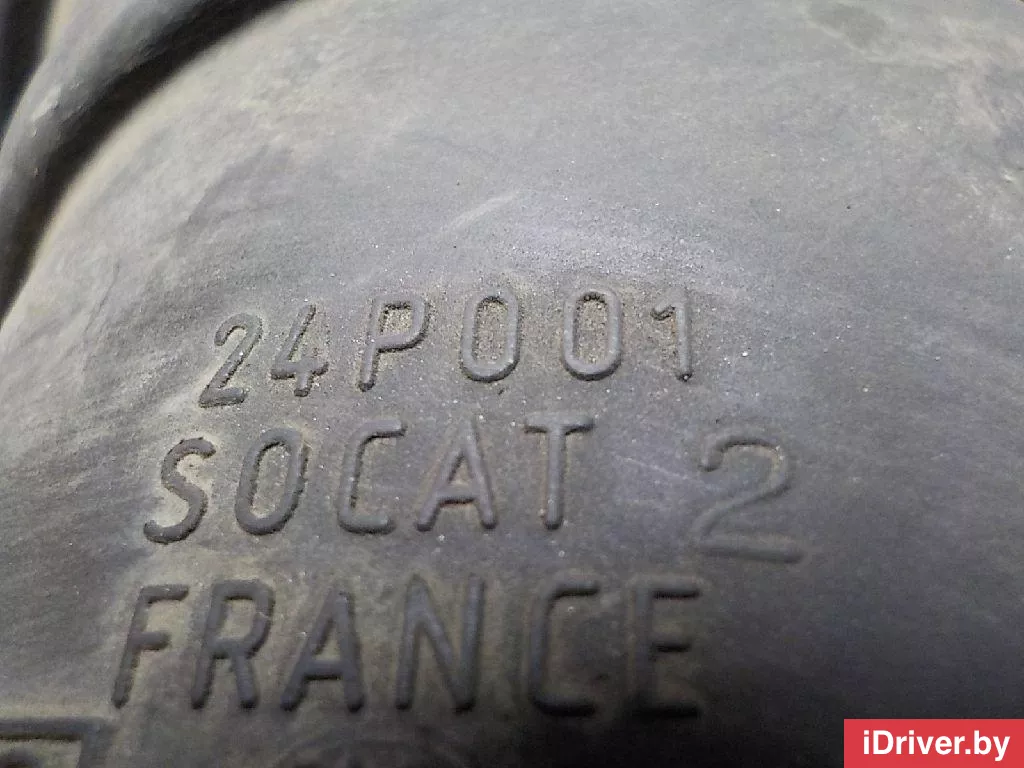 24P001
SOCAT 2
FRANCE
iDriver.by